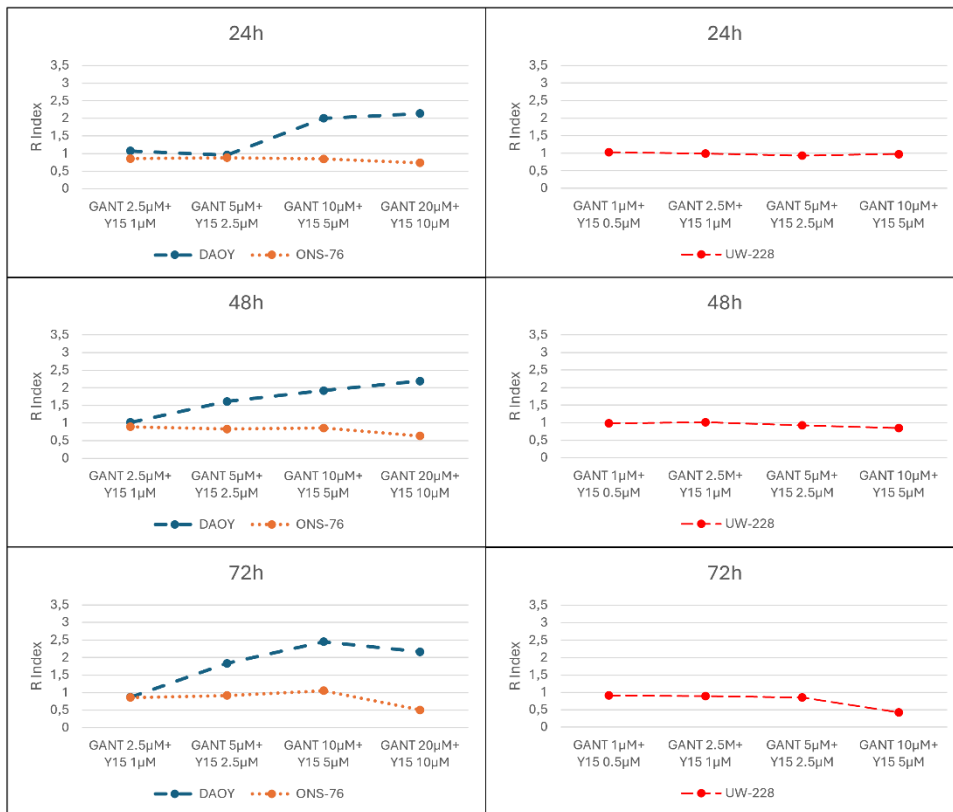 24h
3,5
3
2,5
2
1,5
1
0,5
0
R Index
GANT 2.5µM+ GANT 5µM+ GANT 10µM+ GANT 20µM+
Y15 1µM Y15 2.5µM Y15 5µM Y15 10µM
DAOY ONS-76
24h
3,5
3
2,5
2
1,5
1
0,5
0
R Index
GANT 1µM+ GANT 2.5M+ GANT 5µM+ GANT 10µM+
Y15 0.5µM Y15 1µM Y15 2.5µM Y15 5µM
UW-228
48h
3,5
3
2,5
2
1,5
1
0,5
0
R Index
GANT 2.5µM+ GANT 5µM+ GANT 10µM+ GANT 20µM+
Y15 1µM Y15 2.5µM Y15 5µM Y15 10µM
DAOY ONS-76
48h
3,5
3
2,5
2
1,5
1
0,5
0
R Index
GANT 1µM+ GANT 2.5M+ GANT 5µM+ GANT 10µM+
Y15 0.5µM Y15 1µM Y15 2.5µM Y15 5µM
UW-228
72h
3,5
3
2,5
2
1,5
1
0,5
0
R Index
GANT 2.5µM+ GANT 5µM+ GANT 10µM+ GANT 20µM+
Y15 1µM Y15 2.5µM Y15 5µM Y15 10µM
DAOY ONS-76
72h
3,5
3
2,5
2
1,5
1
0,5
0
R Index
GANT 1µM+ GANT 2.5M+ GANT 5µM+ GANT 10µM+
Y15 0.5µM Y15 1µM Y15 2.5µM Y15 5µM
UW-228